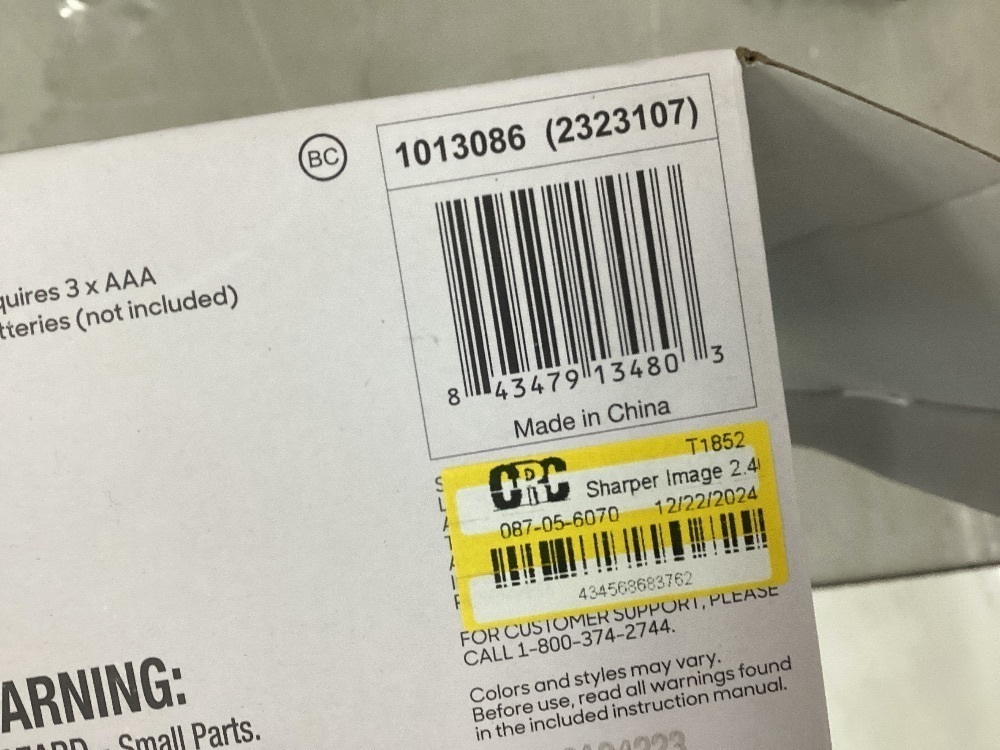 BC
1013086 (2323107)
quires 3 x AAA
tteries (not included)
8 43479 13480 3
Made in China
T1852
CRC Sharper Image 2.4
087-05-6070 12/22/2024
434568683762
FOR CUSTOMER SUPPORT, PLEASE
CALL 1-800-374-2744.
Colors and styles may vary.
Before use, read all warnings found
in the included instruction manual.
ARNING:
Small Parts.